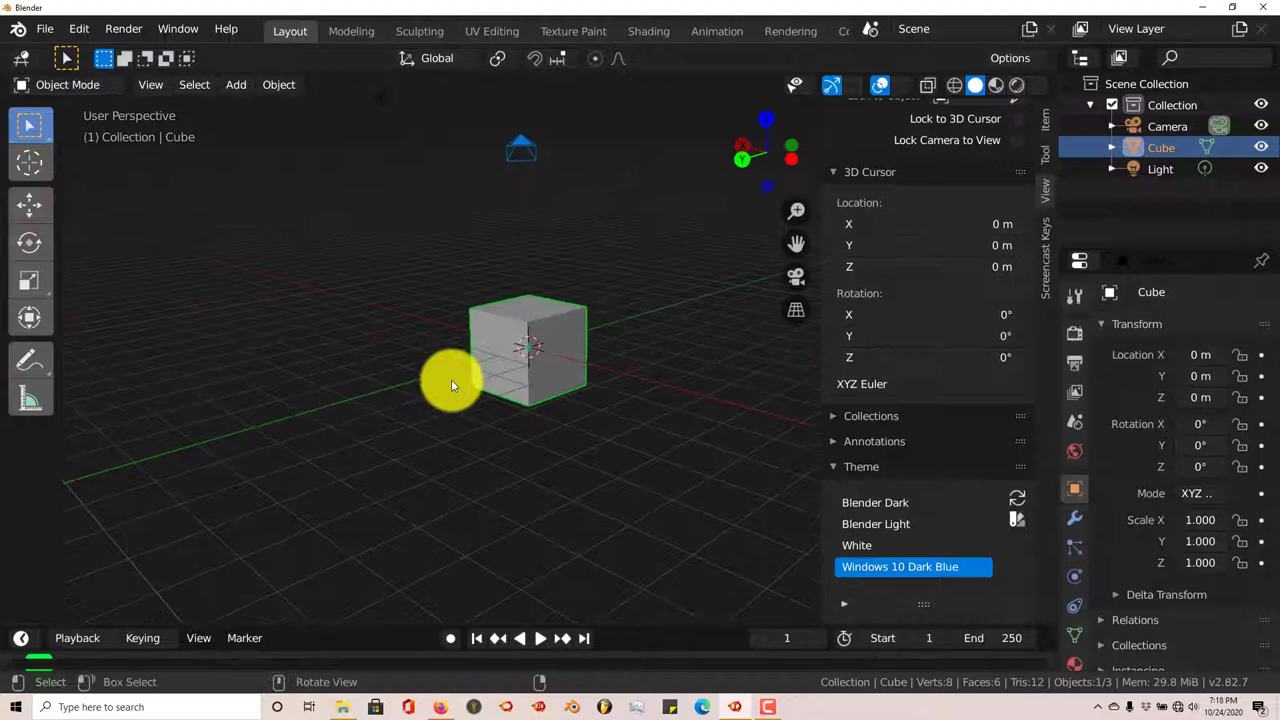 Blender
File Edit Render Window Help
Layout Modeling Sculpting UV Editing Texture Paint Shading Animation Rendering
Scene
View Layer
Global
Options
Object Mode View Select Add Object
User Perspective
(1) Collection | Cube
X
Y
Z
Lock to 3D Cursor
Lock Camera to View
3D Cursor
Location:
X 0 m
Y 0 m
Z 0 m
Rotation:
X 0°
Y 0°
Z 0°
XYZ Euler
Collections
Annotations
Theme
Blender Dark
Blender Light
White
Windows 10 Dark Blue
Item
Tool
View
Screencast Keys
Scene Collection
Collection
Camera
Cube
Light
Cube
Transform
Location X 0 m
Y 0 m
Z 0 m
Rotation X 0°
Y 0°
Z 0°
Mode XYZ ..
Scale X 1.000
Y 1.000
Z 1.000
Delta Transform
Relations
Collections
Playback Keying View Marker
1 Start 1 End 250
Select Box Select Rotate View
Collection | Cube | Verts:8 | Faces:6 | Tris:12 | Objects:1/3 | Mem: 29.8 MiB | v2.82.7
Type here to search
7:18 PM
10/24/2020